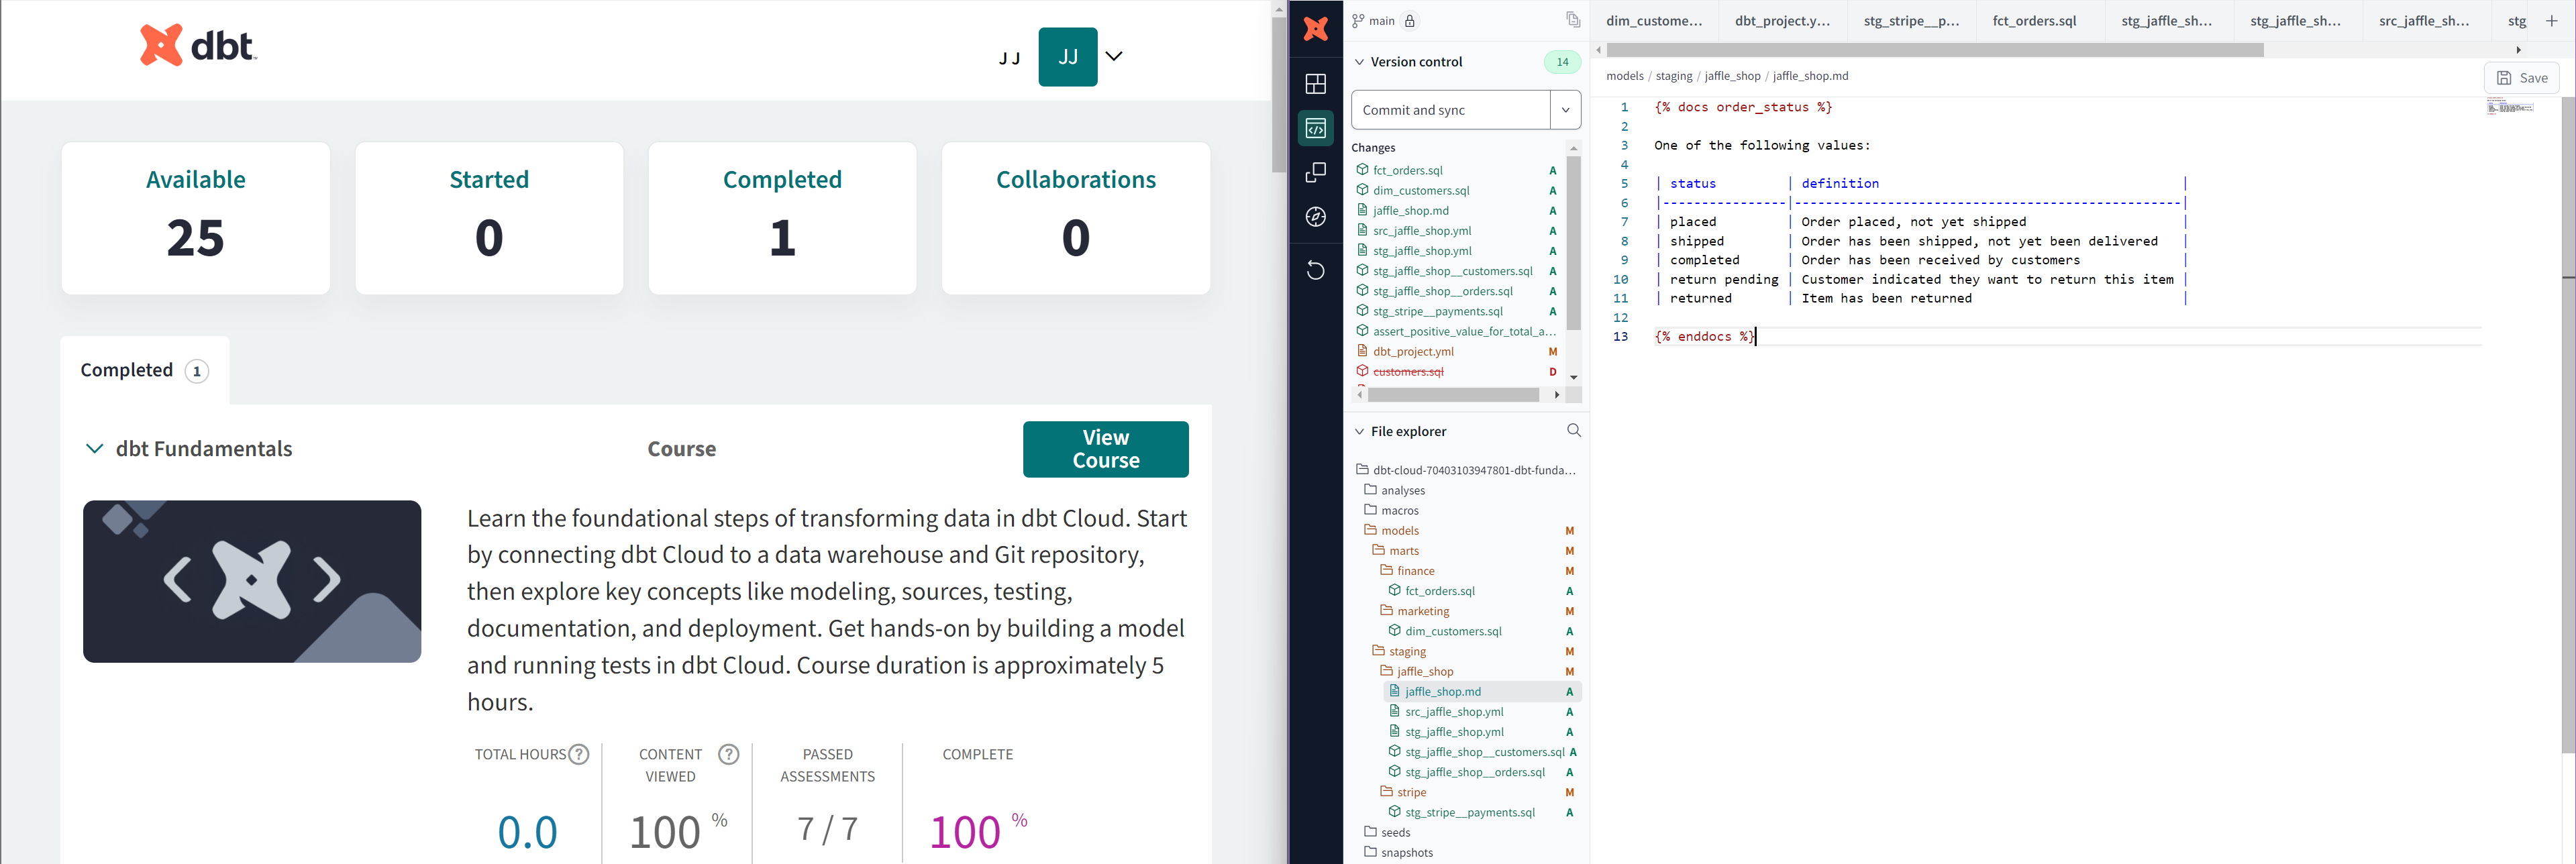 dbt
J J
JJ
Available
25
Started
0
Completed
1
Collaborations
0
Completed 1
dbt Fundamentals
Course
View Course
Learn the foundational steps of transforming data in dbt Cloud. Start
by connecting dbt Cloud to a data warehouse and Git repository,
then explore key concepts like modeling, sources, testing,
documentation, and deployment. Get hands-on by building a model
and running tests in dbt Cloud. Course duration is approximately 5
hours.
TOTAL HOURS ?
0.0
CONTENT VIEWED ?
100 %
PASSED ASSESSMENTS
7 / 7
COMPLETE
100 %
main
Version control 14
Commit and sync
Changes
fct_orders.sql A
dim_customers.sql A
jaffle_shop.md A
src_jaffle_shop.yml A
stg_jaffle_shop.yml A
stg_jaffle_shop__customers.sql A
stg_jaffle_shop__orders.sql A
stg_stripe__payments.sql A
assert_positive_value_for_total_a...
dbt_project.yml M
customers.sql D
File explorer
dbt-cloud-70403103947801-dbt-funda...
analyses
macros
models M
marts M
finance M
fct_orders.sql A
marketing M
dim_customers.sql A
staging M
jaffle_shop M
jaffle_shop.md A
src_jaffle_shop.yml A
stg_jaffle_shop.yml A
stg_jaffle_shop__customers.sql A
stg_jaffle_shop__orders.sql A
stripe M
stg_stripe__payments.sql A
seeds
snapshots
dim_custome... dbt_project.y... stg_stripe__p... fct_orders.sql stg_jaffle_sh... stg_jaffle_sh... src_jaffle_sh... stg +
models / staging / jaffle_shop / jaffle_shop.md
Save
1 {% docs order_status %}
2
3 One of the following values:
4
5 | status | definition |
6 |----------------|-------------------------------------------------|
7 | placed | Order placed, not yet shipped |
8 | shipped | Order has been shipped, not yet been delivered |
9 | completed | Order has been received by customers |
10 | return pending | Customer indicated they want to return this item |
11 | returned | Item has been returned |
12
13 {% enddocs %}